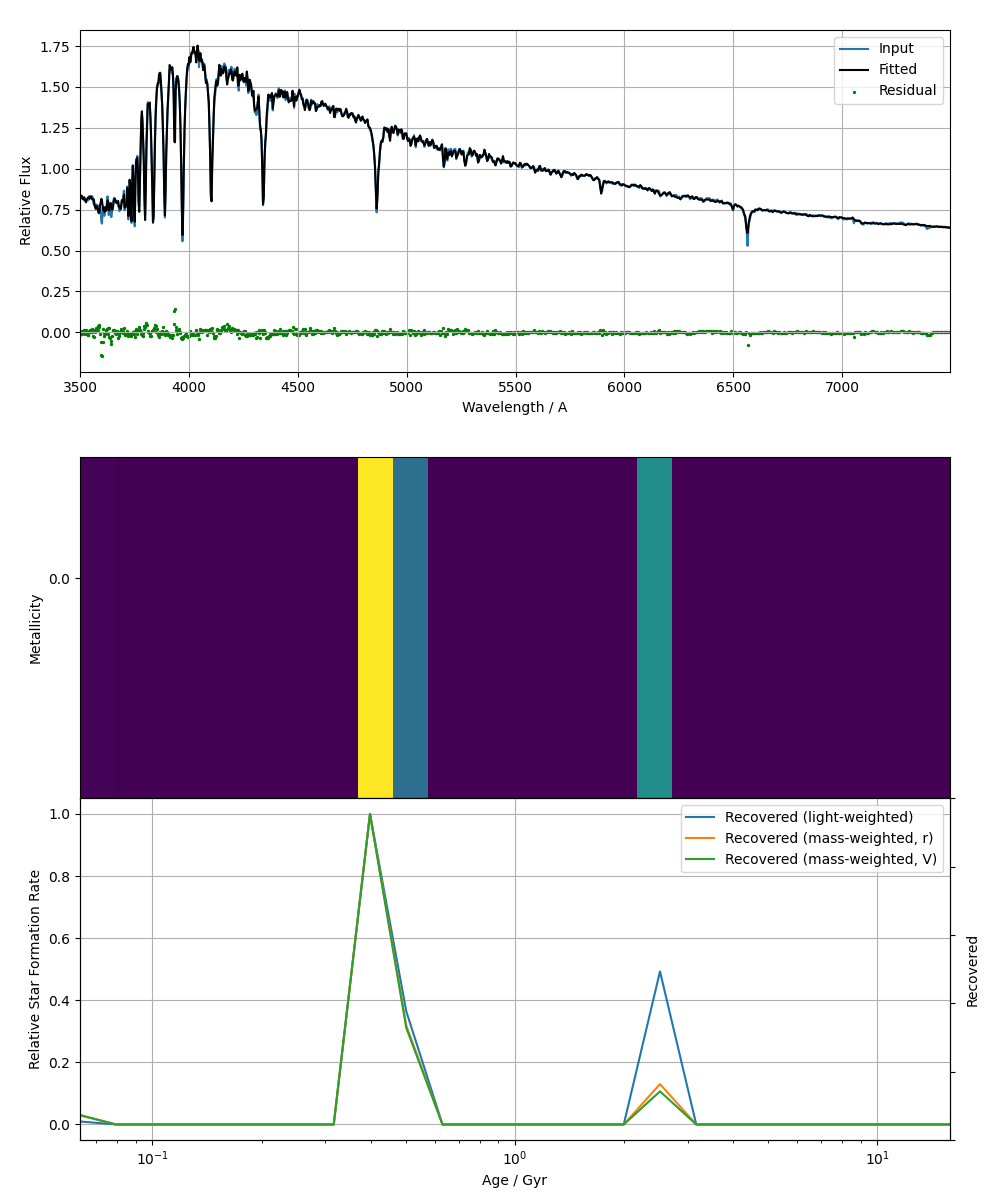 1.75
1.50
1.25
1.00
0.75
0.50
0.25
0.00
Relative Flux
Input
Fitted
Residual
3500 4000 4500 5000 5500 6000 6500 7000
Wavelength / A
0.0
Metallicity
1.0
0.8
0.6
0.4
0.2
0.0
Relative Star Formation Rate
Recovered (light-weighted)
Recovered (mass-weighted, r)
Recovered (mass-weighted, V)
Recovered
10⁻¹ 10⁰ 10¹
Age / Gyr